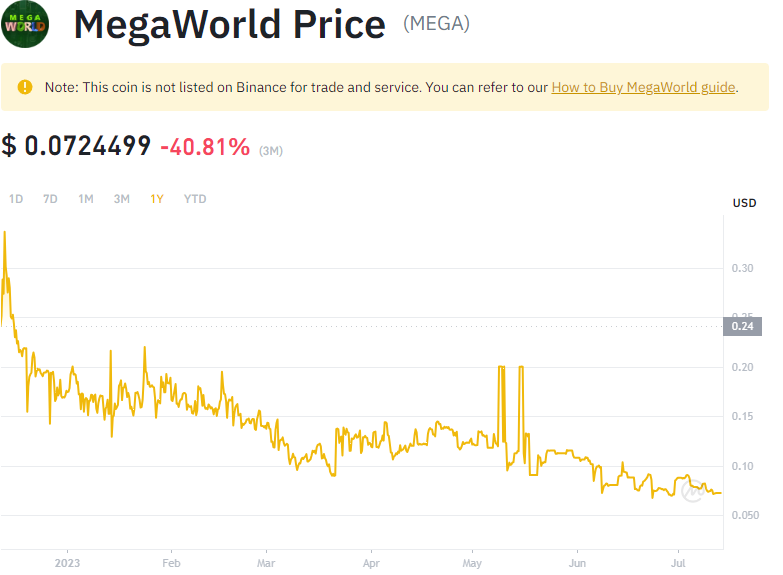 MEGA
WORLD
MegaWorld Price (MEGA)
Note: This coin is not listed on Binance for trade and service. You can refer to our How to Buy MegaWorld guide.
$ 0.0724499 -40.81% (3M)
1D 7D 1M 3M 1Y YTD
USD
0.30
0.25
0.24
0.20
0.15
0.10
0.050
2023 Feb Mar Apr May Jun Jul